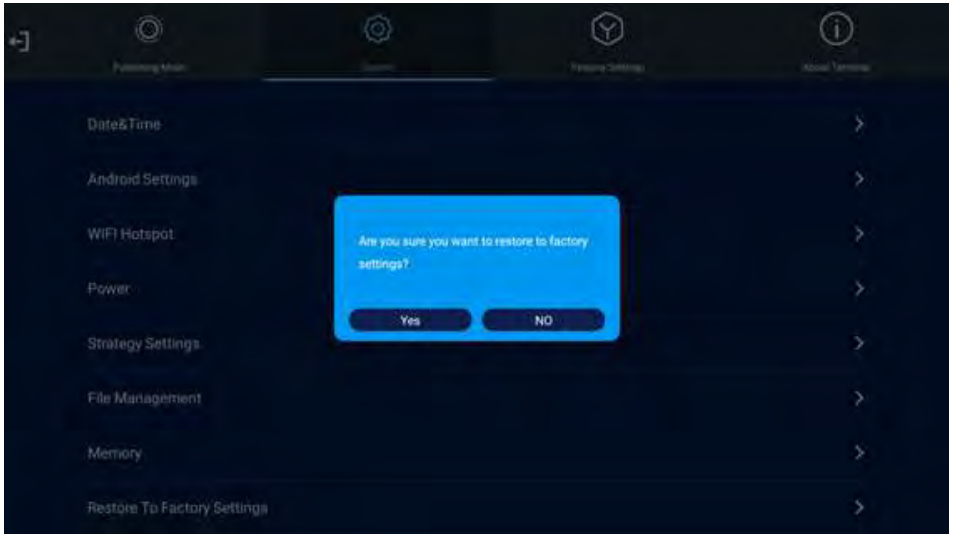 Date&Time
Android Settings
WIFI Hotspot
Are you sure you want to restore to factory
settings?
Power
Yes
NO
Strategy Settings
File Management
Memory
Restore To Factory Settings